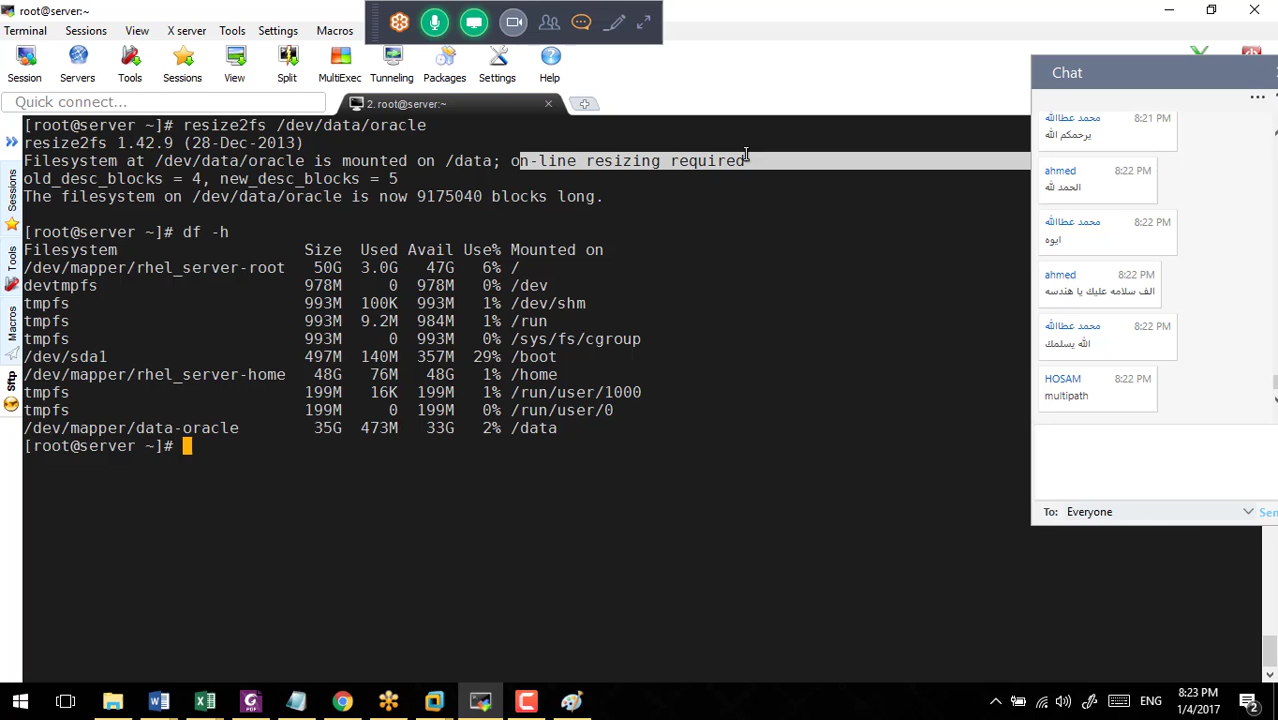 root@server:~
Terminal Sessions View X server Tools Settings Macros
Session Servers Tools Sessions View Split MultiExec Tunneling Packages Settings Help
Quick connect...
2. root@server:~
[root@server ~]# resize2fs /dev/data/oracle
resize2fs 1.42.9 (28-Dec-2013)
Filesystem at /dev/data/oracle is mounted on /data; on-line resizing required
old_desc_blocks = 4, new_desc_blocks = 5
The filesystem on /dev/data/oracle is now 9175040 blocks long.
[root@server ~]# df -h
Filesystem Size Used Avail Use% Mounted on
/dev/mapper/rhel_server-root 50G 3.0G 47G 6% /
devtmpfs 978M 0 978M 0% /dev
tmpfs 993M 100K 993M 1% /dev/shm
tmpfs 993M 9.2M 984M 1% /run
tmpfs 993M 0 993M 0% /sys/fs/cgroup
/dev/sda1 497M 140M 357M 29% /boot
/dev/mapper/rhel_server-home 48G 76M 48G 1% /home
tmpfs 199M 16K 199M 1% /run/user/1000
tmpfs 199M 0 199M 0% /run/user/0
/dev/mapper/data-oracle 35G 473M 33G 2% /data
[root@server ~]#
Sessions
Tools
Macros
Sftp
Chat
محمد عطاالله 8:21 PM
يرحمكم الله
ahmed 8:22 PM
الحمد لله
محمد عطاالله 8:22 PM
ايوه
ahmed 8:22 PM
الف سلامه عليك يا هندسه
محمد عطاالله 8:22 PM
الله يسلمك
HOSAM 8:22 PM
multipath
To: Everyone
ENG
8:23 PM
1/4/2017
2